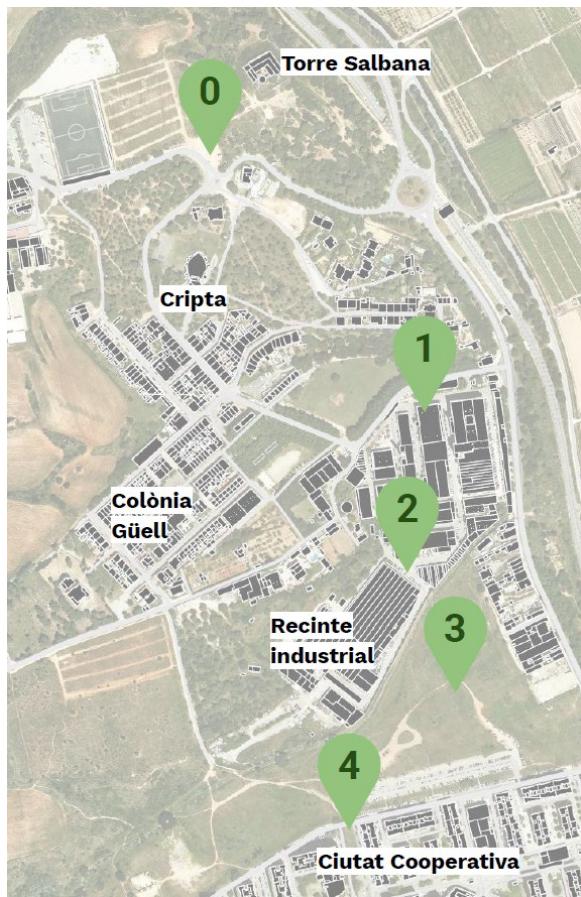 Torre Salbana
0
Cripta
1
Colònia
Güell
2
Recinte
industrial
3
4
Ciutat Cooperativa